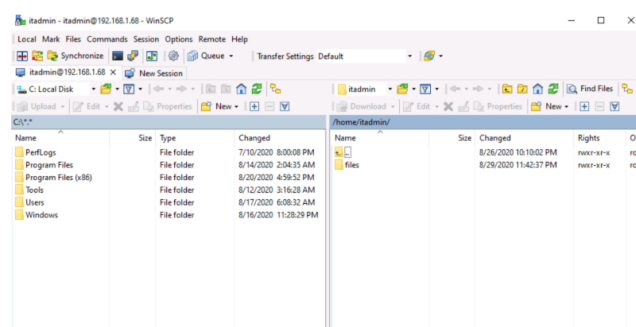 itadmin - itadmin@192.168.1.68 - WinSCP
Local Mark Files Commands Session Options Remote Help
Synchronize Queue Transfer Settings Default
itadmin@192.168.1.68 New Session
C: Local Disk itadmin Find Files
Upload Edit Properties New Download Edit Properties New
C:\*.* /home/itadmin/
Name Size Type Changed Name Size Changed Rights O
PerfLogs File folder 7/10/2020 8:00:08 PM .. 8/26/2020 10:10:02 PM rwxr-xr-x ro
Program Files File folder 8/14/2020 2:04:35 AM files 8/29/2020 11:42:37 PM rwxr-xr-x ro
Program Files (x86) File folder 8/20/2020 4:59:52 PM
Tools File folder 8/12/2020 3:16:28 AM
Users File folder 8/17/2020 6:08:32 AM
Windows File folder 8/16/2020 11:28:29 PM